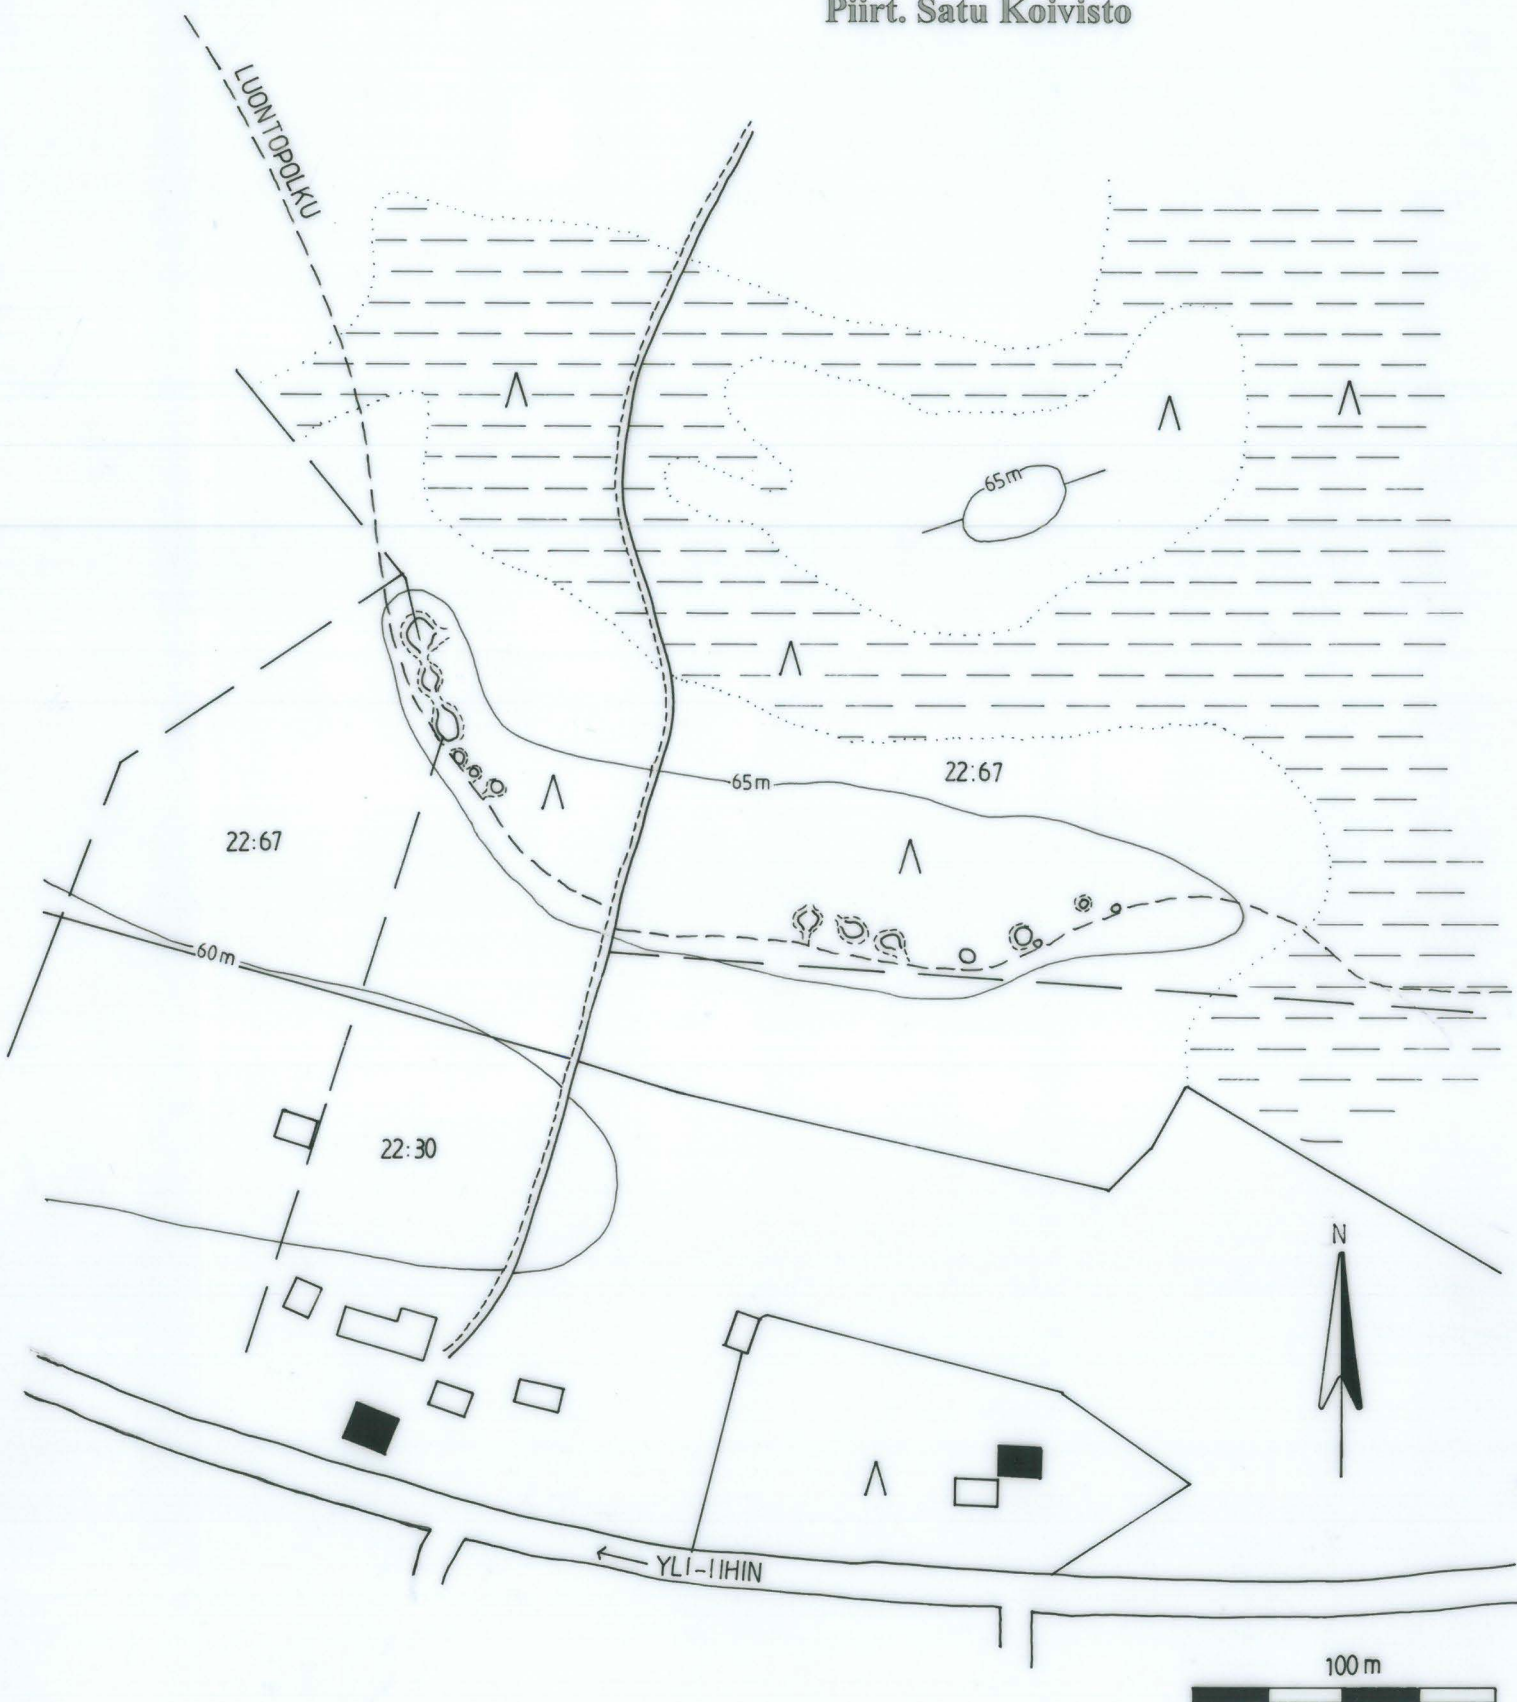 Piirt. Satu Koivisto
LUONTOPOLKU
65m
65m
22:67
22:67
60m
22:30
N
← YLI-IIHIN
100 m